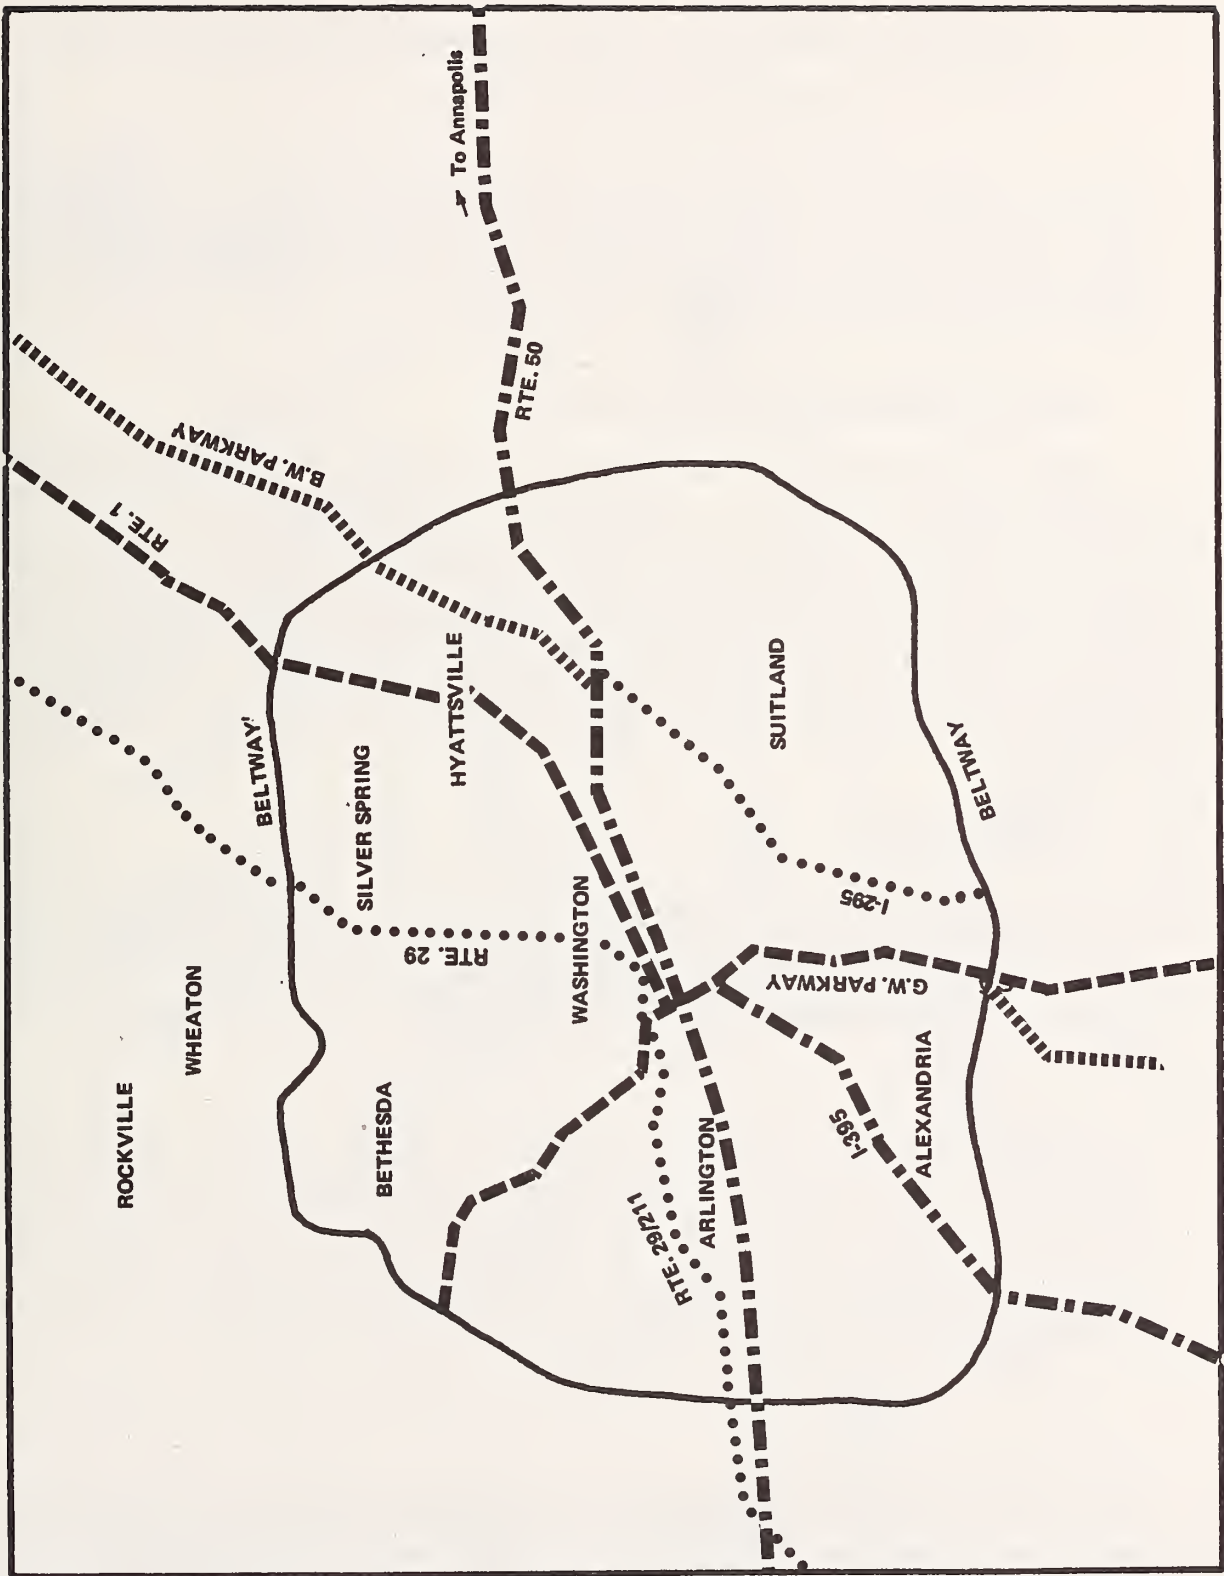 To Annapolis
B.W. PARKWAY
RTE. 1
RTE. 50
BELTWAY
HYATTSVILLE
SILVER SPRING
SUITLAND
BELTWAY
RTE. 29
WASHINGTON
I-295
WHEATON
G.W. PARKWAY
ROCKVILLE
BETHESDA
ALEXANDRIA
I-395
ARLINGTON
RTE. 29/211